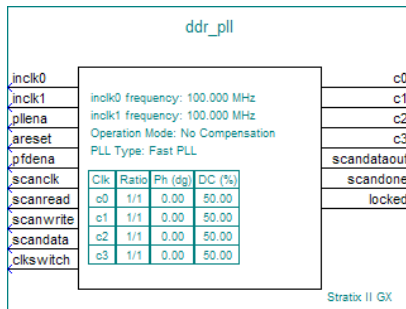 ddr_pll
inclk0
inclk1
pllena
areset
pfdena
scanclk
scanread
scanwrite
scandata
clkswitch
inclk0 frequency: 100.000 MHz
inclk1 frequency: 100.000 MHz
Operation Mode: No Compensation
PLL Type: Fast PLL
Clk Ratio Ph (dg) DC (%)
c0 1/1 0.00 50.00
c1 1/1 0.00 50.00
c2 1/1 0.00 50.00
c3 1/1 0.00 50.00
c0
c1
c2
c3
scandataout
scandone
locked
Stratix II GX